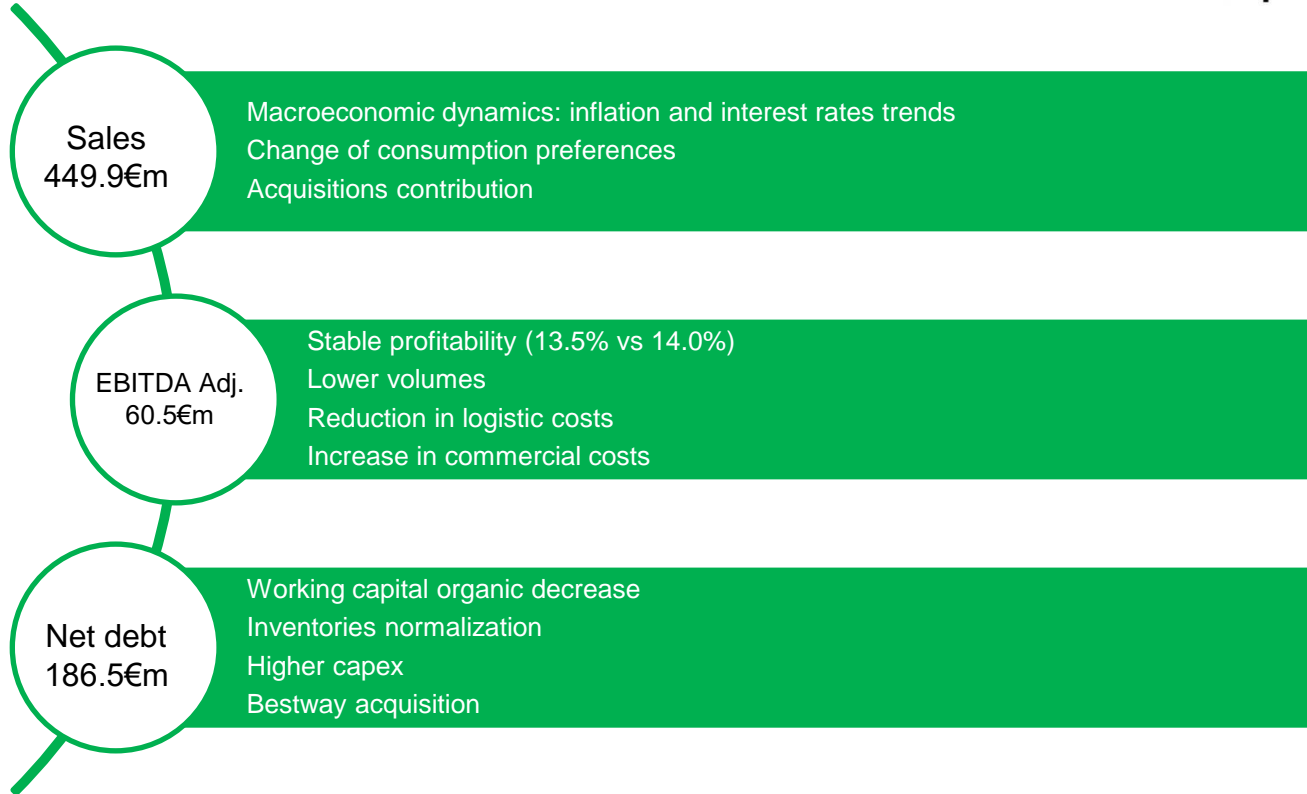 Sales
449.9€m
Macroeconomic dynamics: inflation and interest rates trends
Change of consumption preferences
Acquisitions contribution
EBITDA Adj.
60.5€m
Stable profitability (13.5% vs 14.0%)
Lower volumes
Reduction in logistic costs
Increase in commercial costs
Net debt
186.5€m
Working capital organic decrease
Inventories normalization
Higher capex
Bestway acquisition